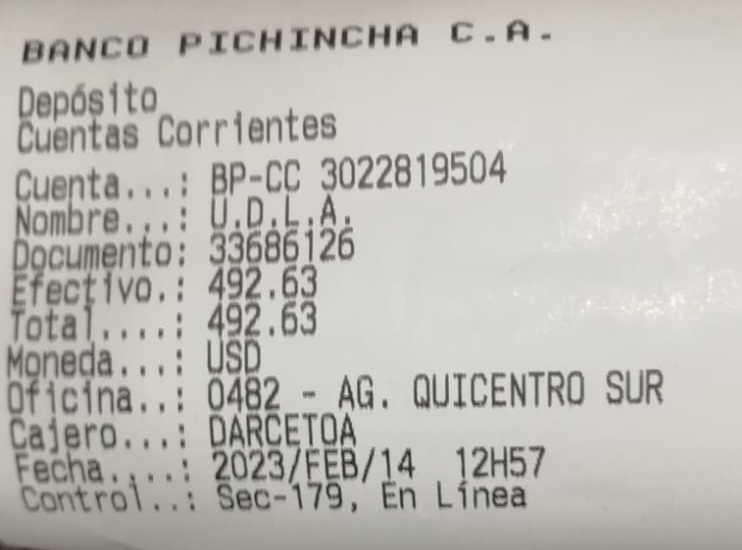 BANCO PICHINCHA C.A.
Depósito
Cuentas Corrientes
Cuenta...: BP-CC 3022819504
Nombre...: U.D.L.A.
Documento: 33686126
Efectivo.: 492.63
Total....: 492.63
Moneda...: USD
Oficina..: 0482 - AG. QUICENTRO SUR
Cajero...: DARCETOA
Fecha....: 2023/FEB/14 12H57
Control..: Sec-179, En Línea